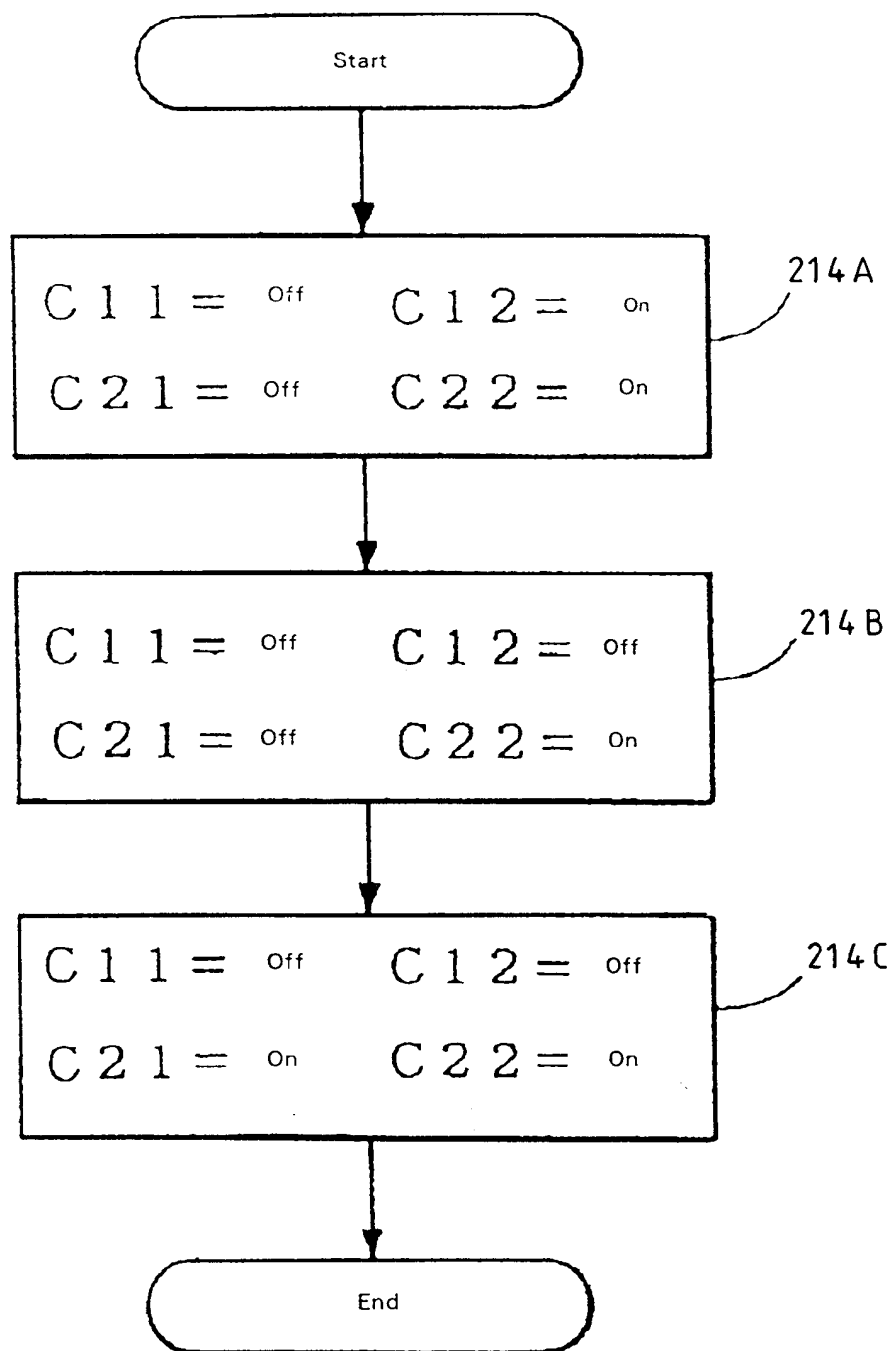 Start
C11= Off C12= On
214A
C21= Off C22= On
C11= Off C12= Off
214B
C21= Off C22= On
C11= Off C12= Off
214C
C21= On C22= On
End